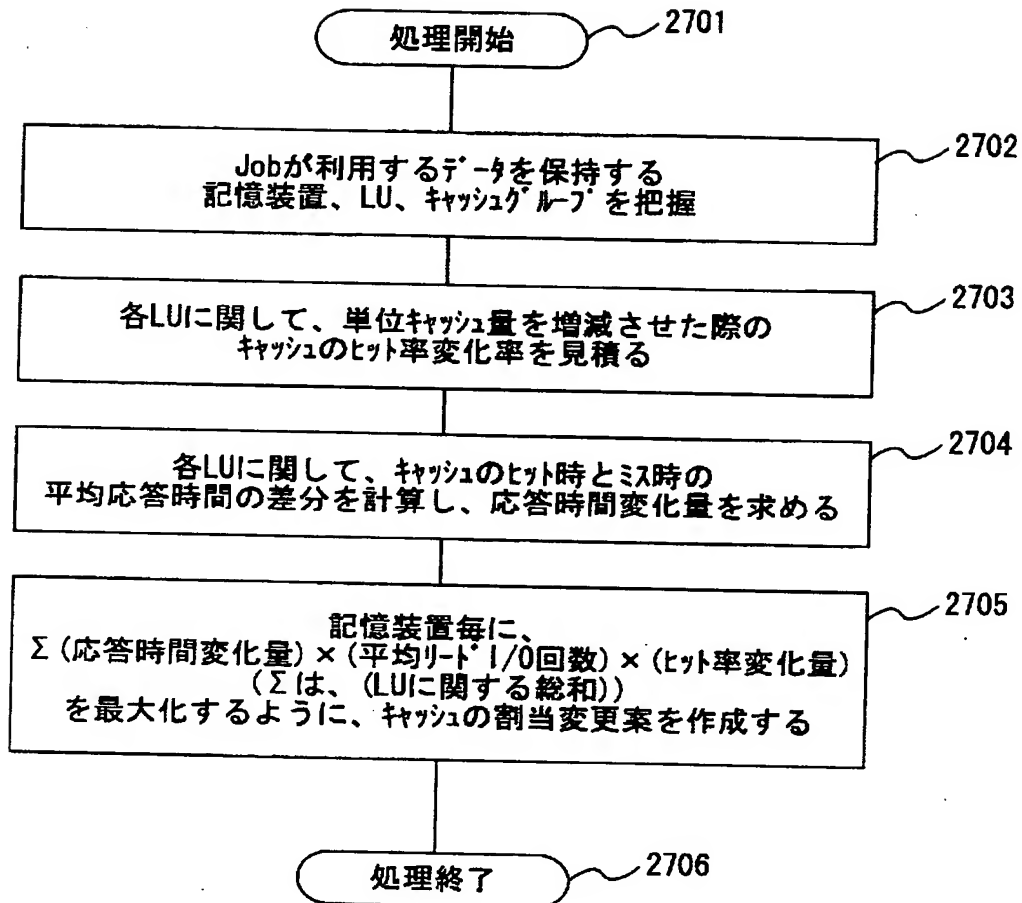 処理開始
2701
Jobが利用するﾃﾞｰﾀを保持する
記憶装置、LU、ｷｬｯｼｭｸﾞﾙｰﾌﾟを把握
2702
各LUに関して、単位ｷｬｯｼｭ量を増減させた際の
ｷｬｯｼｭのﾋｯﾄ率変化率を見積る
2703
各LUに関して、ｷｬｯｼｭのﾋｯﾄ時とﾐｽ時の
平均応答時間の差分を計算し、応答時間変化量を求める
2704
記憶装置毎に、
Σ(応答時間変化量)×(平均ﾘｰﾄﾞI/O回数)×(ﾋｯﾄ率変化量)
(Σは、(LUに関する総和))
を最大化するように、ｷｬｯｼｭの割当変更案を作成する
2705
処理終了
2706